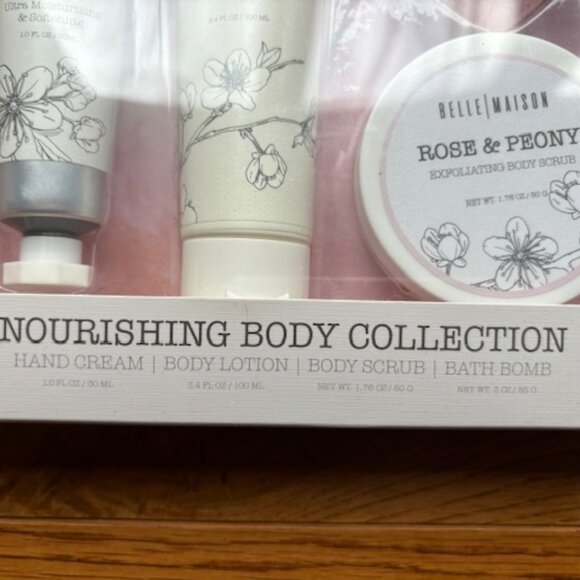 Ultra Moisturizing
& Softening
1.0 FL OZ / 30 ML
3.4 FL OZ / 100 ML
BELLE|MAISON
ROSE & PEONY
EXFOLIATING BODY SCRUB
NET WT. 1.76 OZ / 50 G
NOURISHING BODY COLLECTION
HAND CREAM | BODY LOTION | BODY SCRUB | BATH BOMB
1.0 FL OZ / 30 ML 3.4 FL OZ / 100 ML NET WT. 1.76 OZ / 50 G NET WT. 3 OZ / 85 G